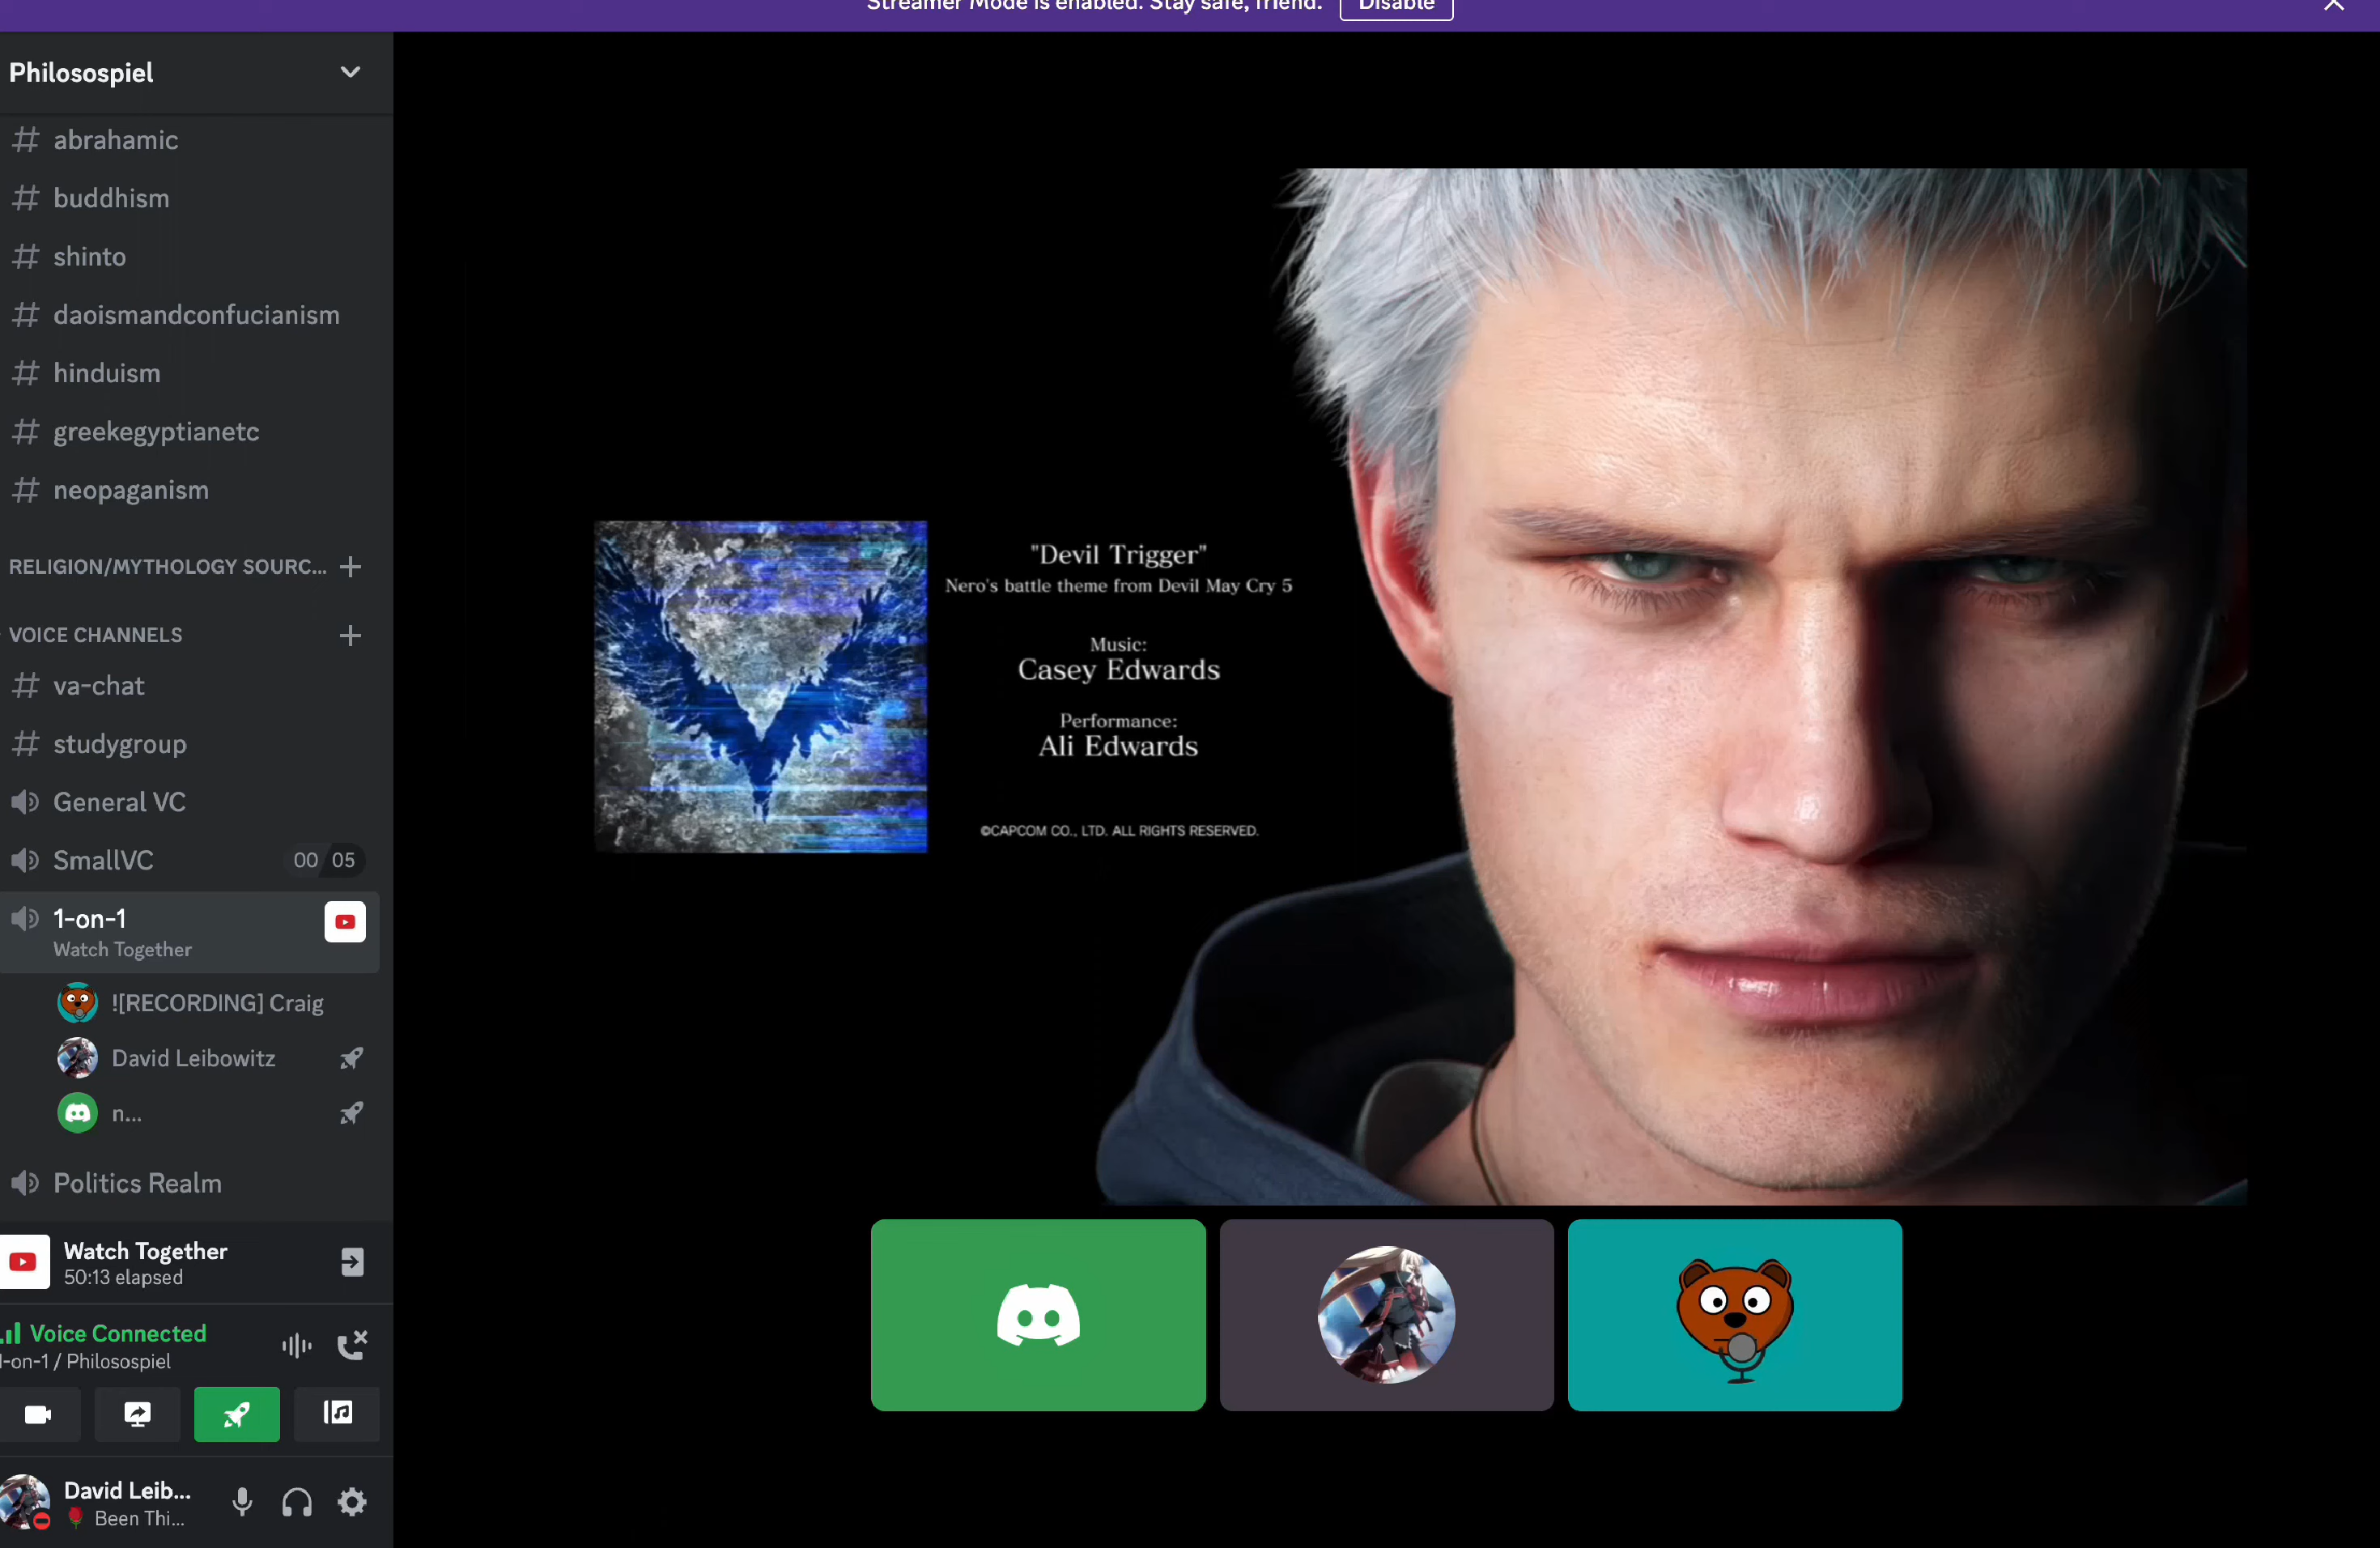 Streamer Mode is enabled. Stay safe, friend.
Disable
Philosospiel
# abrahamic
# buddhism
# shinto
# daoismandconfucianism
# hinduism
# greekegyptianetc
# neopaganism
RELIGION/MYTHOLOGY SOURC...
VOICE CHANNELS
# va-chat
# studygroup
General VC
SmallVC 00 05
1-on-1
Watch Together
![RECORDING] Craig
David Leibowitz
n...
Politics Realm
Watch Together
50:13 elapsed
Voice Connected
1-on-1 / Philosospiel
David Leib...
Been Thi...
"Devil Trigger"
Nero's battle theme from Devil May Cry 5
Music:
Casey Edwards
Performance:
Ali Edwards
©CAPCOM CO., LTD. ALL RIGHTS RESERVED.